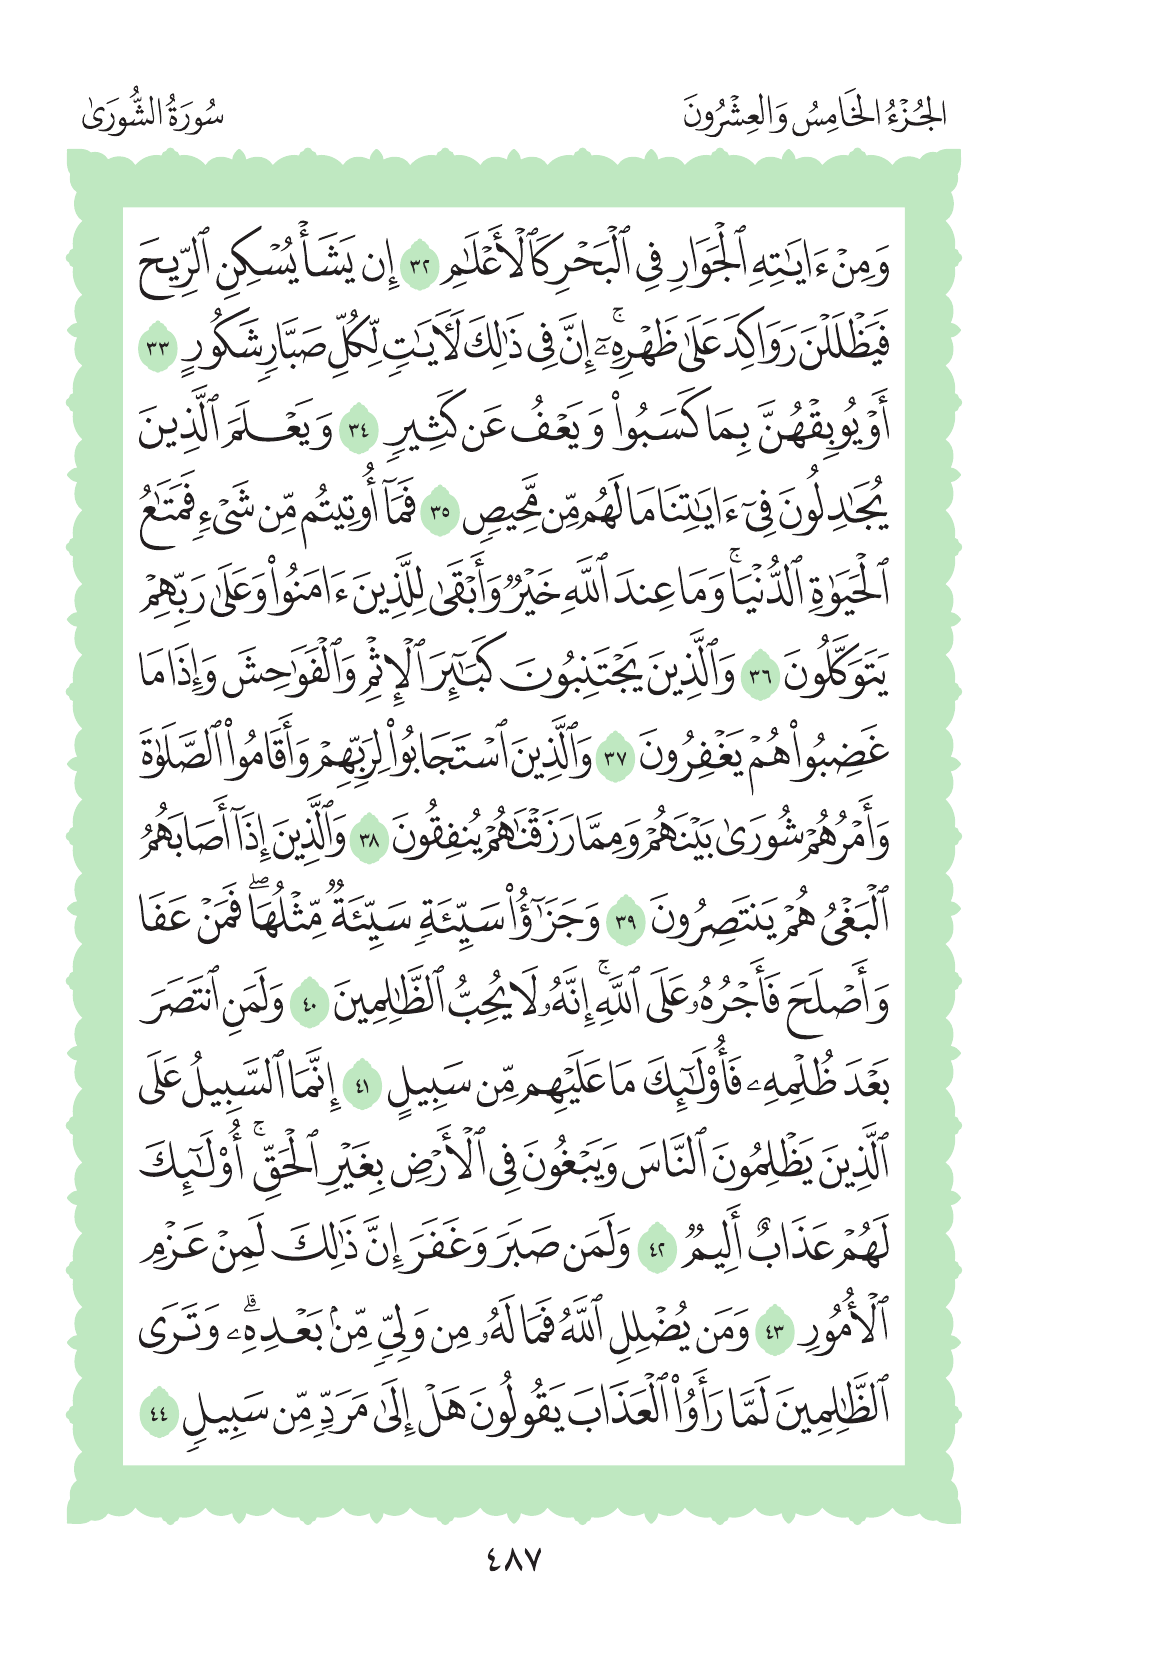 الجُزْءُ الخَامِسُ وَالعِشْرُونَ
سُورَةُ الشُّورَىٰ
وَمِنْ ءَايَـٰتِهِ ٱلْجَوَارِ فِى ٱلْبَحْرِ كَٱلْأَعْلَـٰمِ ٣٢ إِن يَشَأْ يُسْكِنِ ٱلرِّيحَ
فَيَظْلَلْنَ رَوَاكِدَ عَلَىٰ ظَهْرِهِۦٓ ۚ إِنَّ فِى ذَٰلِكَ لَـَٔايَـٰتٍ لِّكُلِّ صَبَّارٍ شَكُورٍ ٣٣
أَوْ يُوبِقْهُنَّ بِمَا كَسَبُوا۟ وَيَعْفُ عَن كَثِيرٍ ٣٤ وَيَعْلَمَ ٱلَّذِينَ
يُجَـٰدِلُونَ فِىٓ ءَايَـٰتِنَا مَا لَهُم مِّن مَّحِيصٍ ٣٥ فَمَآ أُوتِيتُم مِّن شَىْءٍ فَمَتَـٰعُ
ٱلْحَيَوٰةِ ٱلدُّنْيَا ۚ وَمَا عِندَ ٱللَّهِ خَيْرٌ وَأَبْقَىٰ لِلَّذِينَ ءَامَنُوا۟ وَعَلَىٰ رَبِّهِمْ
يَتَوَكَّلُونَ ٣٦ وَٱلَّذِينَ يَجْتَنِبُونَ كَبَـٰٓئِرَ ٱلْإِثْمِ وَٱلْفَوَٰحِشَ وَإِذَا مَا
غَضِبُوا۟ هُمْ يَغْفِرُونَ ٣٧ وَٱلَّذِينَ ٱسْتَجَابُوا۟ لِرَبِّهِمْ وَأَقَامُوا۟ ٱلصَّلَوٰةَ
وَأَمْرُهُمْ شُورَىٰ بَيْنَهُمْ وَمِمَّا رَزَقْنَـٰهُمْ يُنفِقُونَ ٣٨ وَٱلَّذِينَ إِذَآ أَصَابَهُمُ
ٱلْبَغْىُ هُمْ يَنتَصِرُونَ ٣٩ وَجَزَٰٓؤُا۟ سَيِّئَةٍ سَيِّئَةٌ مِّثْلُهَا ۖ فَمَنْ عَفَا
وَأَصْلَحَ فَأَجْرُهُۥ عَلَى ٱللَّهِ ۚ إِنَّهُۥ لَا يُحِبُّ ٱلظَّـٰلِمِينَ ٤٠ وَلَمَنِ ٱنتَصَرَ
بَعْدَ ظُلْمِهِۦ فَأُو۟لَـٰٓئِكَ مَا عَلَيْهِم مِّن سَبِيلٍ ٤١ إِنَّمَا ٱلسَّبِيلُ عَلَى
ٱلَّذِينَ يَظْلِمُونَ ٱلنَّاسَ وَيَبْغُونَ فِى ٱلْأَرْضِ بِغَيْرِ ٱلْحَقِّ ۚ أُو۟لَـٰٓئِكَ
لَهُمْ عَذَابٌ أَلِيمٌ ٤٢ وَلَمَن صَبَرَ وَغَفَرَ إِنَّ ذَٰلِكَ لَمِنْ عَزْمِ
ٱلْأُمُورِ ٤٣ وَمَن يُضْلِلِ ٱللَّهُ فَمَا لَهُۥ مِن وَلِىٍّ مِّنۢ بَعْدِهِۦ ۗ وَتَرَى
ٱلظَّـٰلِمِينَ لَمَّا رَأَوُا۟ ٱلْعَذَابَ يَقُولُونَ هَلْ إِلَىٰ مَرَدٍّ مِّن سَبِيلٍ ٤٤
٤٨٧